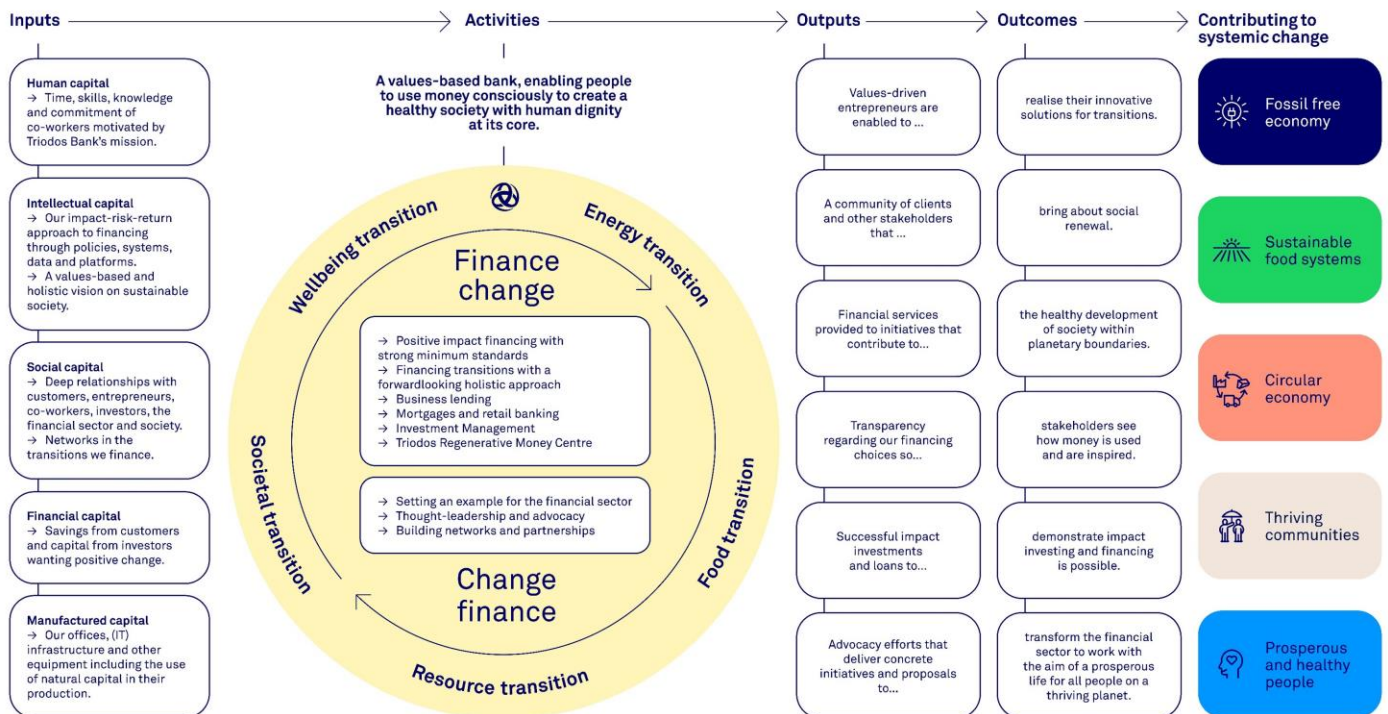 Inputs
Activities
Outputs
Outcomes
Contributing to
systemic change
Human capital
→ Time, skills, knowledge
and commitment of
co-workers motivated by
Triodos Bank's mission.
Intellectual capital
→ Our impact-risk-return
approach to financing
through policies, systems,
data and platforms.
→ A values-based and
holistic vision on sustainable
society.
Social capital
→ Deep relationships with
customers, entrepreneurs,
co-workers, investors, the
financial sector and society.
→ Networks in the
transitions we finance.
Financial capital
→ Savings from customers
and capital from investors
wanting positive change.
Manufactured capital
→ Our offices, (IT)
infrastructure and other
equipment including the use
of natural capital in their
production.
A values-based bank, enabling people
to use money consciously to create a
healthy society with human dignity
at its core.
Wellbeing transition
Energy transition
Food transition
Resource transition
Societal transition
Finance
change
→ Positive impact financing with
strong minimum standards
→ Financing transitions with a
forwardlooking holistic approach
→ Business lending
→ Mortgages and retail banking
→ Investment Management
→ Triodos Regenerative Money Centre
→ Setting an example for the financial sector
→ Thought-leadership and advocacy
→ Building networks and partnerships
Change
finance
Values-driven
entrepreneurs are
enabled to ...
realise their innovative
solutions for transitions.
A community of clients
and other stakeholders
that ...
bring about social
renewal.
Financial services
provided to initiatives that
contribute to...
the healthy development
of society within
planetary boundaries.
Transparency
regarding our financing
choices so...
stakeholders see
how money is used
and are inspired.
Successful impact
investments
and loans to...
demonstrate impact
investing and financing
is possible.
Advocacy efforts that
deliver concrete
initiatives and proposals
to...
transform the financial
sector to work with
the aim of a prosperous
life for all people on a
thriving planet.
Fossil free
economy
Sustainable
food systems
Circular
economy
Thriving
communities
Prosperous
and healthy
people